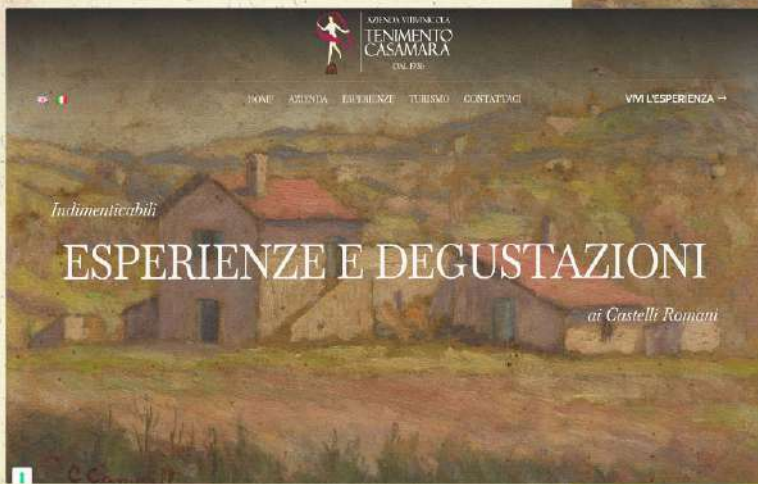 AZIENDA VITIVINICOLA
TENIMENTO
CASAMARA
HOME AZIENDA ESPERIENZE TURISMO CONTATTACI
VIVI L'ESPERIENZA →
Indimenticabili
ESPERIENZE E DEGUSTAZIONI
ai Castelli Romani